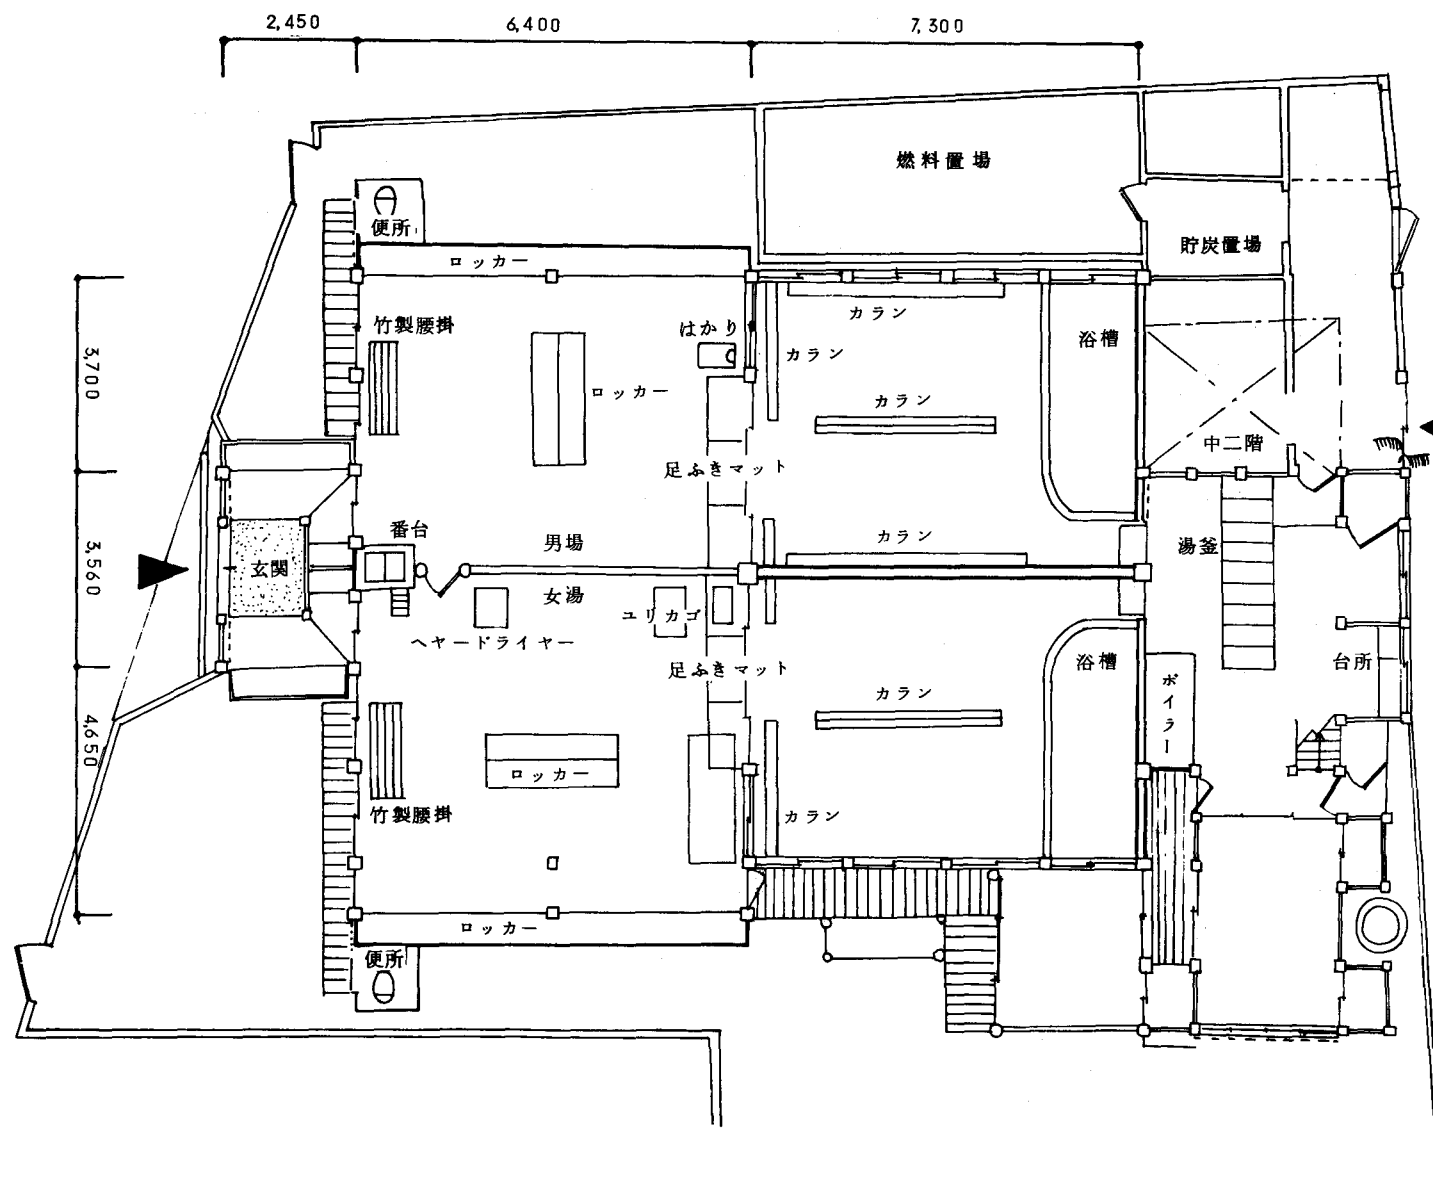 2,450
6,400
7,300
燃料置場
便所
ロッカー
貯炭置場
竹製腰掛
はかり
カラン
カラン
浴槽
ロッカー
カラン
3,700
足ふきマット
中二階
番台
男場
カラン
湯釜
玄関
3,560
女湯
ユリカゴ
ヘヤードライヤー
足ふきマット
浴槽
台所
カラン
ボイラー
4,650
ロッカー
竹製腰掛
カラン
ロッカー
便所